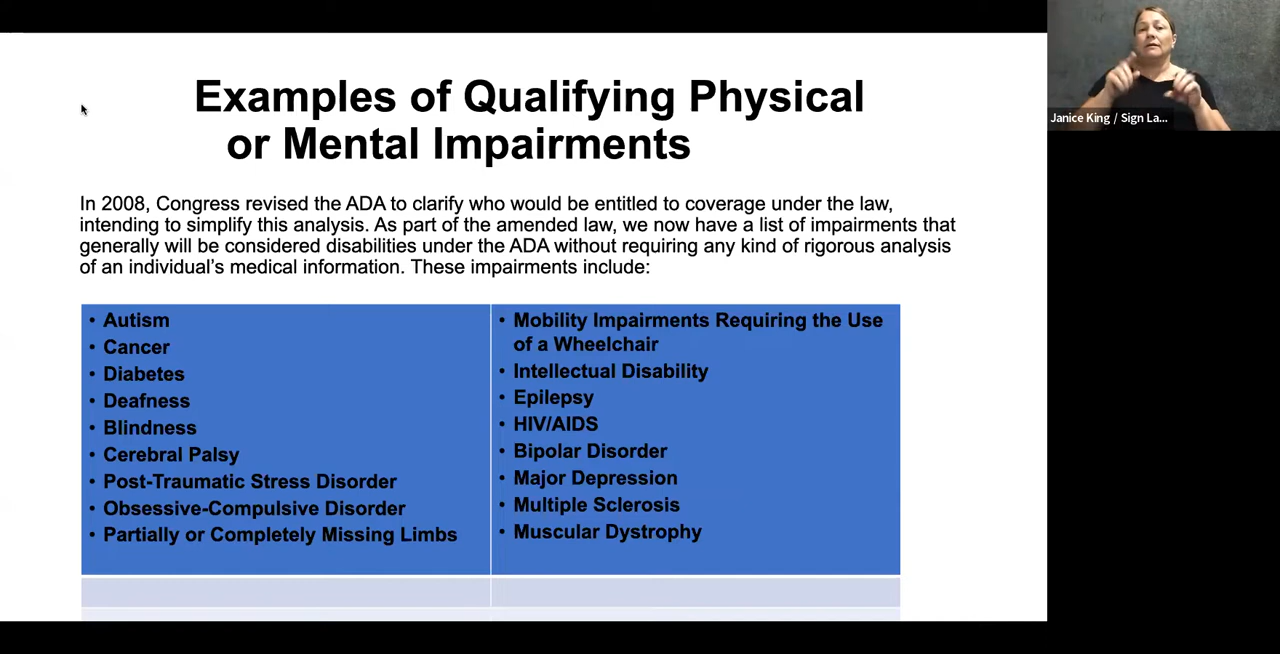 Examples of Qualifying Physical
or Mental Impairments
In 2008, Congress revised the ADA to clarify who would be entitled to coverage under the law,
intending to simplify this analysis. As part of the amended law, we now have a list of impairments that
generally will be considered disabilities under the ADA without requiring any kind of rigorous analysis
of an individual’s medical information. These impairments include:
• Autism
• Cancer
• Diabetes
• Deafness
• Blindness
• Cerebral Palsy
• Post-Traumatic Stress Disorder
• Obsessive-Compulsive Disorder
• Partially or Completely Missing Limbs
• Mobility Impairments Requiring the Use
of a Wheelchair
• Intellectual Disability
• Epilepsy
• HIV/AIDS
• Bipolar Disorder
• Major Depression
• Multiple Sclerosis
• Muscular Dystrophy
Janice King / Sign La...